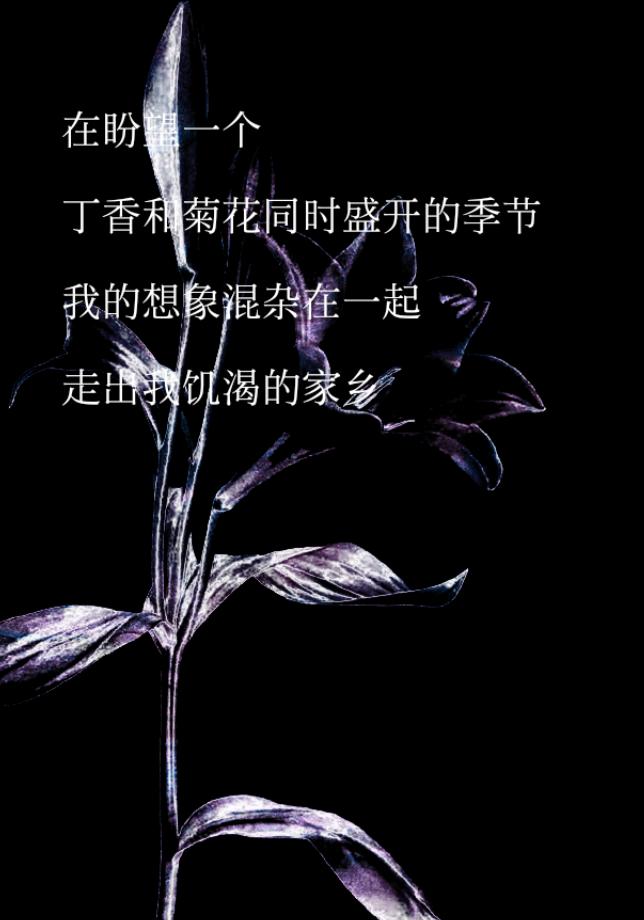 在盼望一个
丁香和菊花同时盛开的季节
我的想象混杂在一起
走出我饥渴的家乡